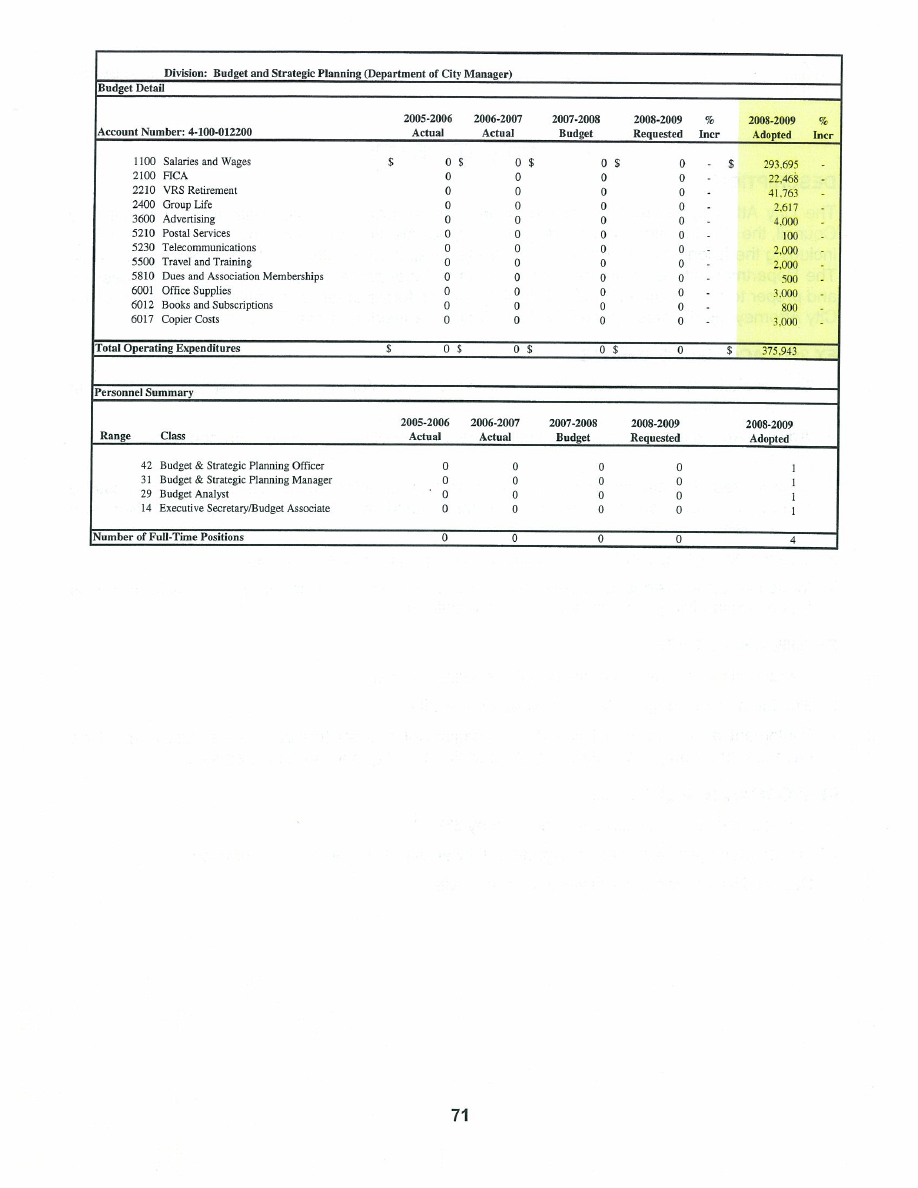 Division: Budget and Strategic Planning (Department of City Manager)
Budget Detail
2005-2006 2006-2007 2007-2008 2008-2009 % 2008-2009 %
Account Number: 4-100-012200 Actual Actual Budget Requested Incr Adopted Incr
1100 Salaries and Wages $ 0 $ 0 $ 0 $ 0 - $ 293,695 -
2100 FICA 0 0 0 0 - 22,468 -
2210 VRS Retirement 0 0 0 0 - 41,763 -
2400 Group Life 0 0 0 0 - 2,617 -
3600 Advertising 0 0 0 0 - 4,000 -
5210 Postal Services 0 0 0 0 - 100 -
5230 Telecommunications 0 0 0 0 - 2,000 -
5500 Travel and Training 0 0 0 0 - 2,000 -
5810 Dues and Association Memberships 0 0 0 0 - 500 -
6001 Office Supplies 0 0 0 0 - 3,000 -
6012 Books and Subscriptions 0 0 0 0 - 800 -
6017 Copier Costs 0 0 0 0 - 3,000 -
Total Operating Expenditures $ 0 $ 0 $ 0 $ 0 $ 375,943
Personnel Summary
2005-2006 2006-2007 2007-2008 2008-2009 2008-2009
Range Class Actual Actual Budget Requested Adopted
42 Budget & Strategic Planning Officer 0 0 0 0 1
31 Budget & Strategic Planning Manager 0 0 0 0 1
29 Budget Analyst 0 0 0 0 1
14 Executive Secretary/Budget Associate 0 0 0 0 1
Number of Full-Time Positions 0 0 0 0 4
71